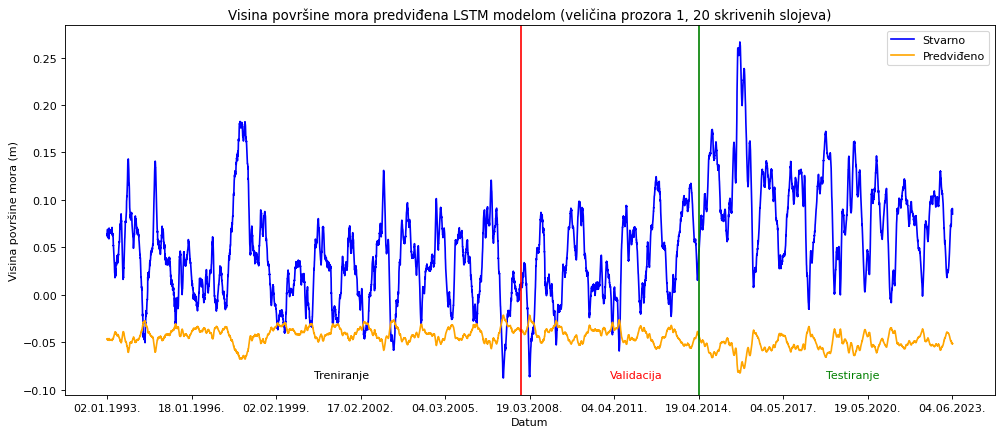 Visina površine mora predviđena LSTM modelom (veličina prozora 1, 20 skrivenih slojeva)
Stvarno
Predviđeno
Visina površine mora (m)
0.25
0.20
0.15
0.10
0.05
0.00
−0.05
−0.10
Treniranje
Validacija
Testiranje
02.01.1993.
18.01.1996.
02.02.1999.
17.02.2002.
04.03.2005.
19.03.2008.
04.04.2011.
19.04.2014.
04.05.2017.
19.05.2020.
04.06.2023.
Datum